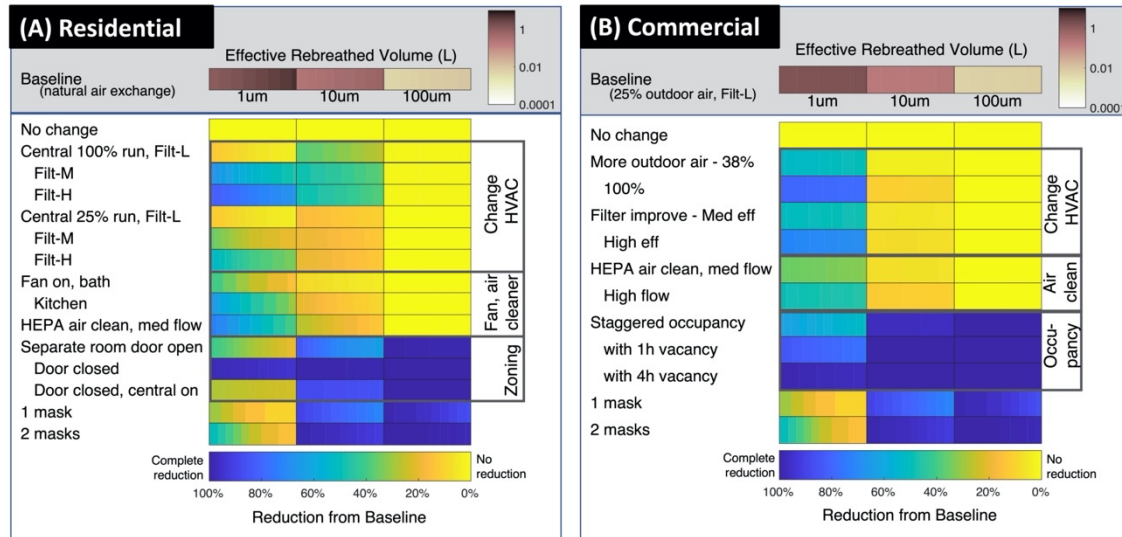 (A) Residential
Effective Rebreathed Volume (L)
Baseline
(natural air exchange)
1um
10um
100um
1
0.01
0.0001
No change
Central 100% run, Filt-L
Filt-M
Filt-H
Central 25% run, Filt-L
Filt-M
Filt-H
Change
HVAC
Fan on, bath
Kitchen
HEPA air clean, med flow
Fan, air
cleaner
Separate room door open
Door closed
Door closed, central on
Zoning
1 mask
2 masks
Complete
reduction
No
reduction
100%
80%
60%
40%
20%
0%
Reduction from Baseline
(B) Commercial
Effective Rebreathed Volume (L)
Baseline
(25% outdoor air, Filt-L)
1um
10um
100um
1
0.01
0.0001
No change
More outdoor air - 38%
100%
Filter improve - Med eff
High eff
Change
HVAC
HEPA air clean, med flow
High flow
Air
clean
Staggered occupancy
with 1h vacancy
with 4h vacancy
Occu-
pancy
1 mask
2 masks
Complete
reduction
No
reduction
100%
80%
60%
40%
20%
0%
Reduction from Baseline